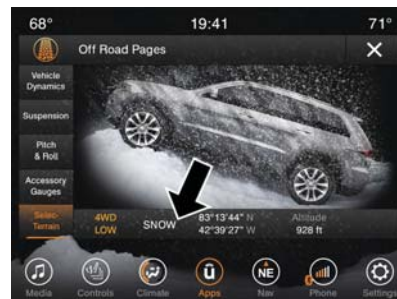 68° 19:41 71°
Off Road Pages X
Vehicle
Dynamics
Suspension
Pitch
& Roll
Accessory
Gauges
Selec-
Terrain
4WD
LOW
SNOW
83°13'44" N
42°39'27" W
Altitude
928 ft
Ü NE
Media Controls Climate Apps Nav Phone Settings